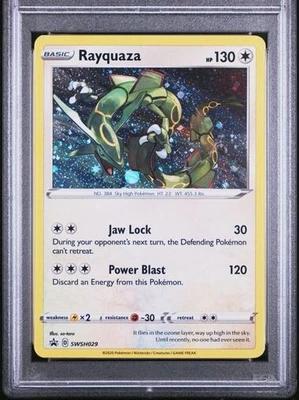 BASIC Rayquaza HP 130
NO. 384 Sky High Pokémon HT: 23' WT: 455.3 lbs.
Jaw Lock 30
During your opponent's next turn, the Defending Pokémon
can't retreat.
Power Blast 120
Discard an Energy from this Pokémon.
weakness ×2 resistance -30 retreat
Illus.
It flies in the ozone layer, way up high in the sky.
Until recently, no one had ever seen it.
D SWSH029
©2020 Pokémon / Nintendo / Creatures / GAME FREAK